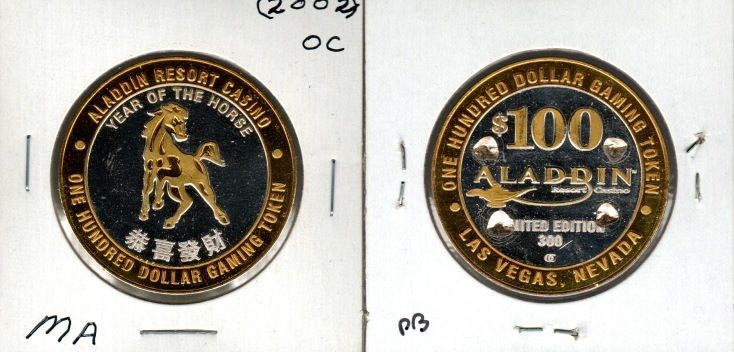 (2002)
OC
ALADDIN RESORT CASINO
YEAR OF THE HORSE
恭喜發財
ONE HUNDRED DOLLAR GAMING TOKEN
MA
ONE HUNDRED DOLLAR GAMING TOKEN
$100
ALADDIN
Resort Casino
LIMITED EDITION
300
LAS VEGAS, NEVADA
PB